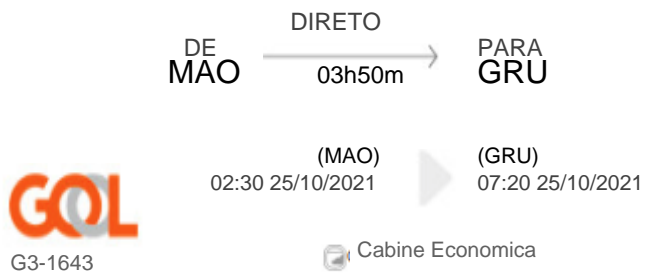 DIRETO
DE
MAO
03h50m
PARA
GRU
(MAO)
02:30 25/10/2021
(GRU)
07:20 25/10/2021
GOL
G3-1643
Cabine Economica